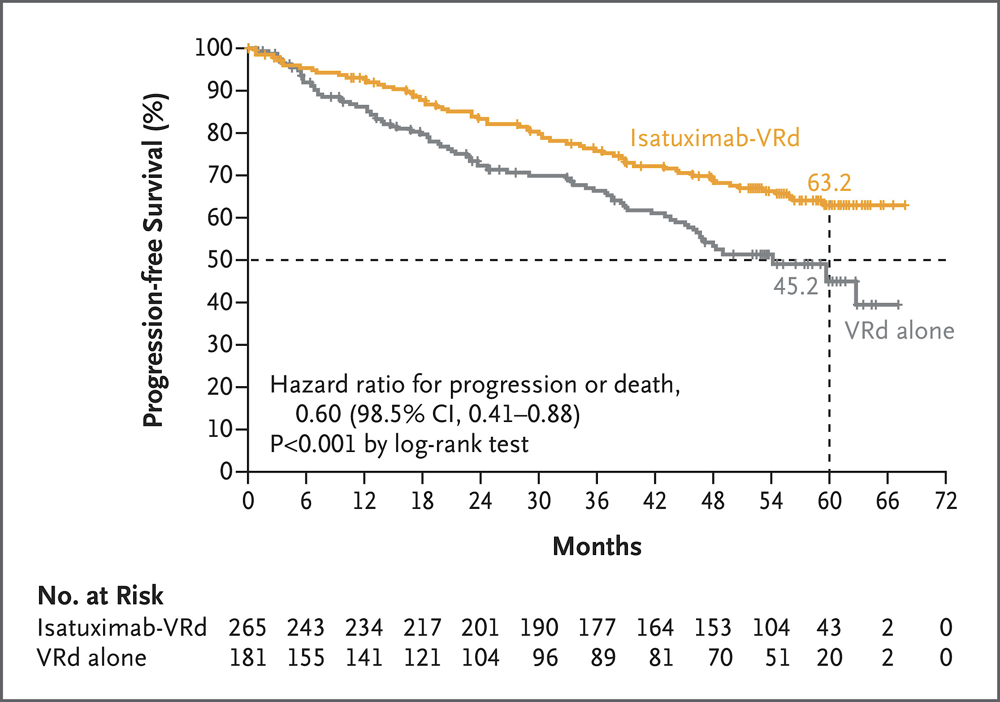 Progression-free Survival (%)
100
90
80
70
60
50
40
30
20
10
0
Isatuximab-VRd
63.2
45.2
VRd alone
Hazard ratio for progression or death,
0.60 (98.5% CI, 0.41–0.88)
P<0.001 by log-rank test
0 6 12 18 24 30 36 42 48 54 60 66 72
Months
No. at Risk
Isatuximab-VRd 265 243 234 217 201 190 177 164 153 104 43 2 0
VRd alone 181 155 141 121 104 96 89 81 70 51 20 2 0